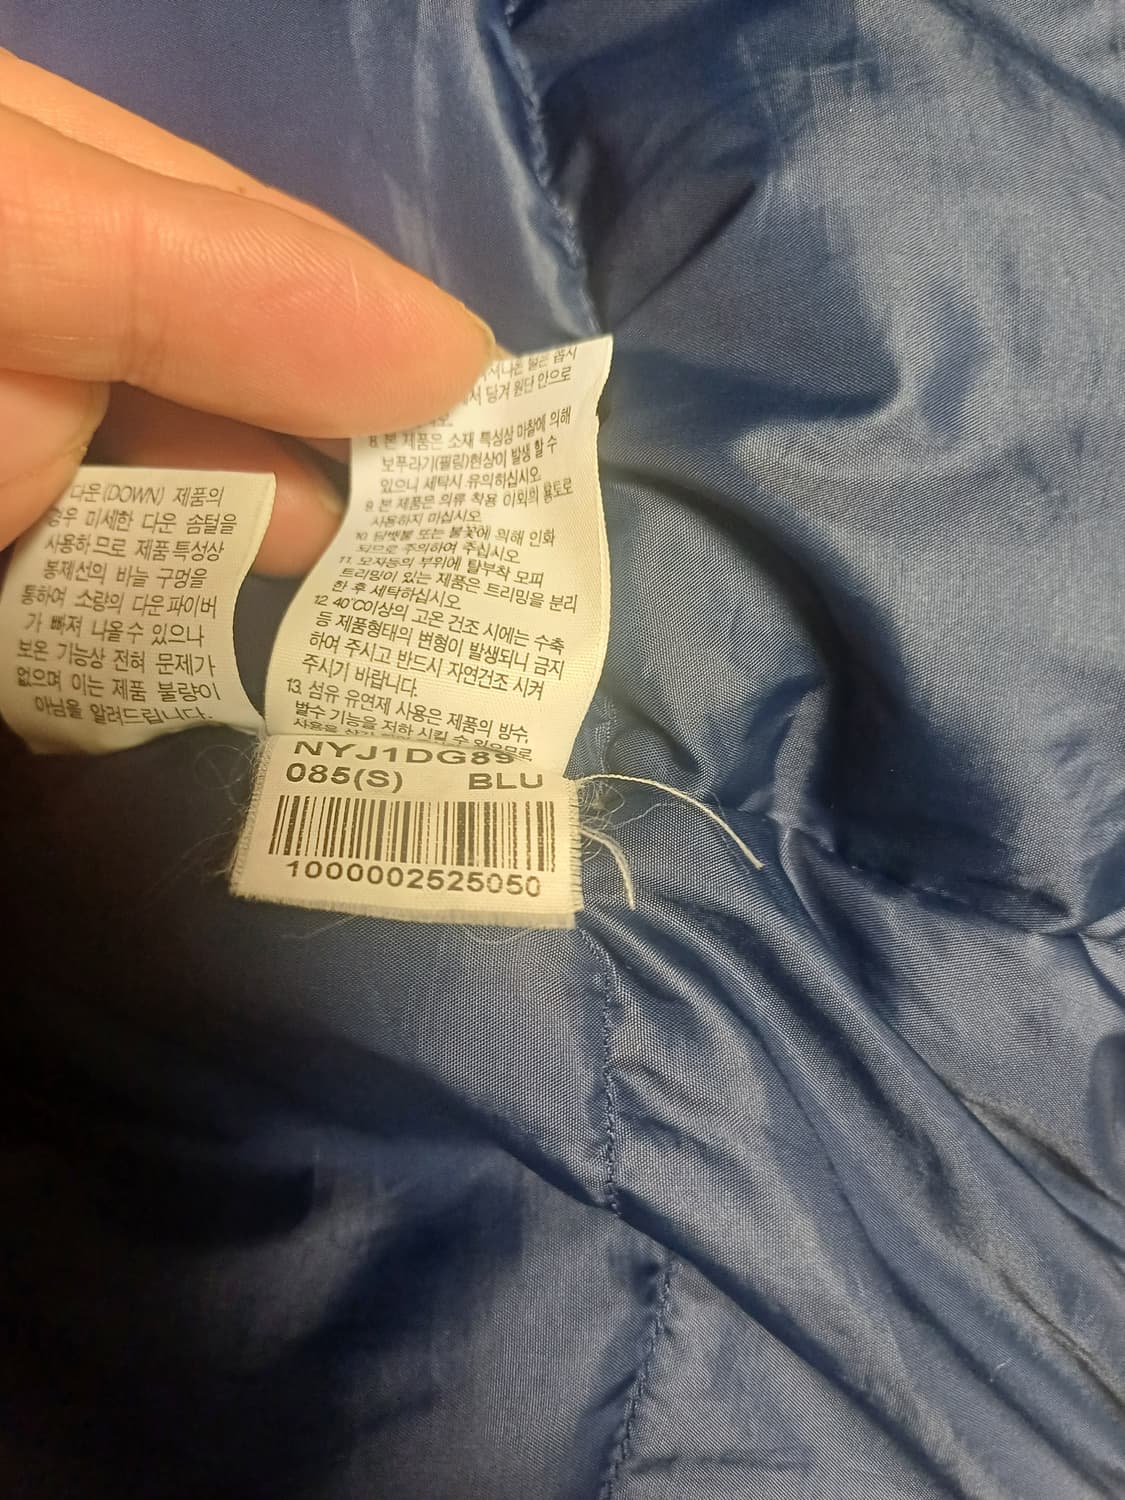 다운(DOWN) 제품의
경우 미세한 다운 솜털을
사용하므로 제품 특성상
봉제선의 바늘 구멍을
통하여 소량의 다운파이버
가 빠져 나올수 있으나
보온 기능상 전혀 문제가
없으며 이는 제품 불량이
아님을 알려드립니다.
당겨 원단 안으로
8. 본 제품은 소재 특성상 마찰에 의해
보푸라기(필링)현상이 발생 할 수
있으니 세탁시 유의하십시오
9. 본 제품은 의류 착용 이외의 용도로
사용하지 마십시오
10. 담뱃불 또는 불꽃에 의해 인화
되므로 주의하여 주십시오
11. 모자등의 부위에 탈부착 모피
트리밍이 있는 제품은 트리밍을 분리
한 후 세탁하십시오
12. 40℃이상의 고온 건조 시에는 수축
등 제품형태의 변형이 발생되니 금지
하여 주시고 반드시 자연건조 시켜
주시기 바랍니다.
13. 섬유 유연제 사용은 제품의 방수,
발수 기능을 저하 시킬 수 있으므로
NYJ1DG89
085(S) BLU
1000002525050